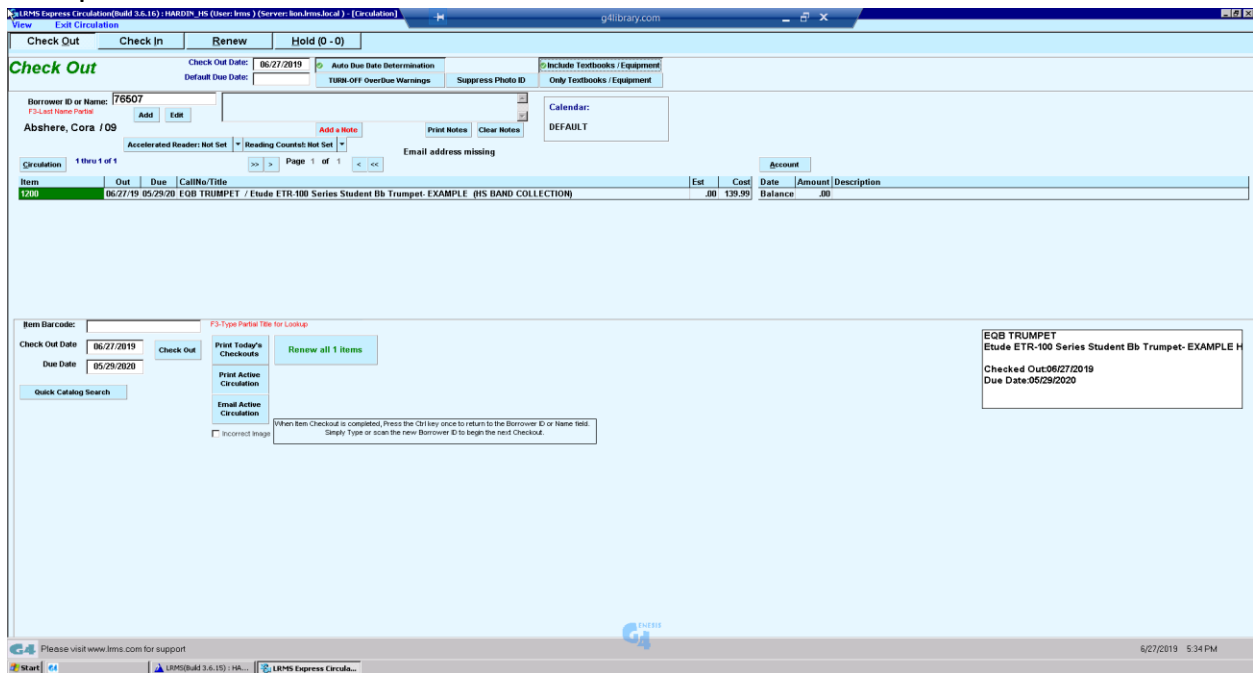 LRMS Express Circulation(Build 3.6.16) : HARDIN_HS (User: lrms ) (Server: lion.lrms.local ) - [Circulation]
g4library.com
View Exit Circulation
Check Out Check In Renew Hold (0 - 0)
Check Out
Check Out Date: 06/27/2019 Auto Due Date Determination Include Textbooks / Equipment
Default Due Date: TURN-OFF OverDue Warnings Suppress Photo ID Only Textbooks / Equipment
Borrower ID or Name: 76507
F3-Last Name Partial Add Edit
Calendar:
DEFAULT
Abshere, Cora / 09
Add a Note Print Notes Clear Notes
Accelerated Reader: Not Set Reading Counts!: Not Set
Email address missing
Circulation 1 thru 1 of 1 >> > Page 1 of 1 < << Account
Item Out Due CallNo/Title Est Cost Date Amount Description
1200 06/27/19 05/29/20 EQB TRUMPET / Etude ETR-100 Series Student Bb Trumpet- EXAMPLE (HS BAND COLLECTION) .00 139.99 Balance .00
Item Barcode: F3-Type Partial Title for Lookup
Check Out Date 06/27/2019 Check Out Print Today's Checkouts Renew all 1 items
Due Date 05/29/2020
Print Active Circulation
Quick Catalog Search
Email Active Circulation
Incorrect Image
When Item Checkout is completed, Press the Ctrl key once to return to the Borrower ID or Name field.
Simply Type or scan the new Borrower ID to begin the next Checkout.
EQB TRUMPET
Etude ETR-100 Series Student Bb Trumpet- EXAMPLE H
Checked Out:06/27/2019
Due Date:05/29/2020
G4
G4 Please visit www.lrms.com for support 6/27/2019 5:34 PM
Start G4 LRMS(Build 3.6.15) : HA... LRMS Express Circula...